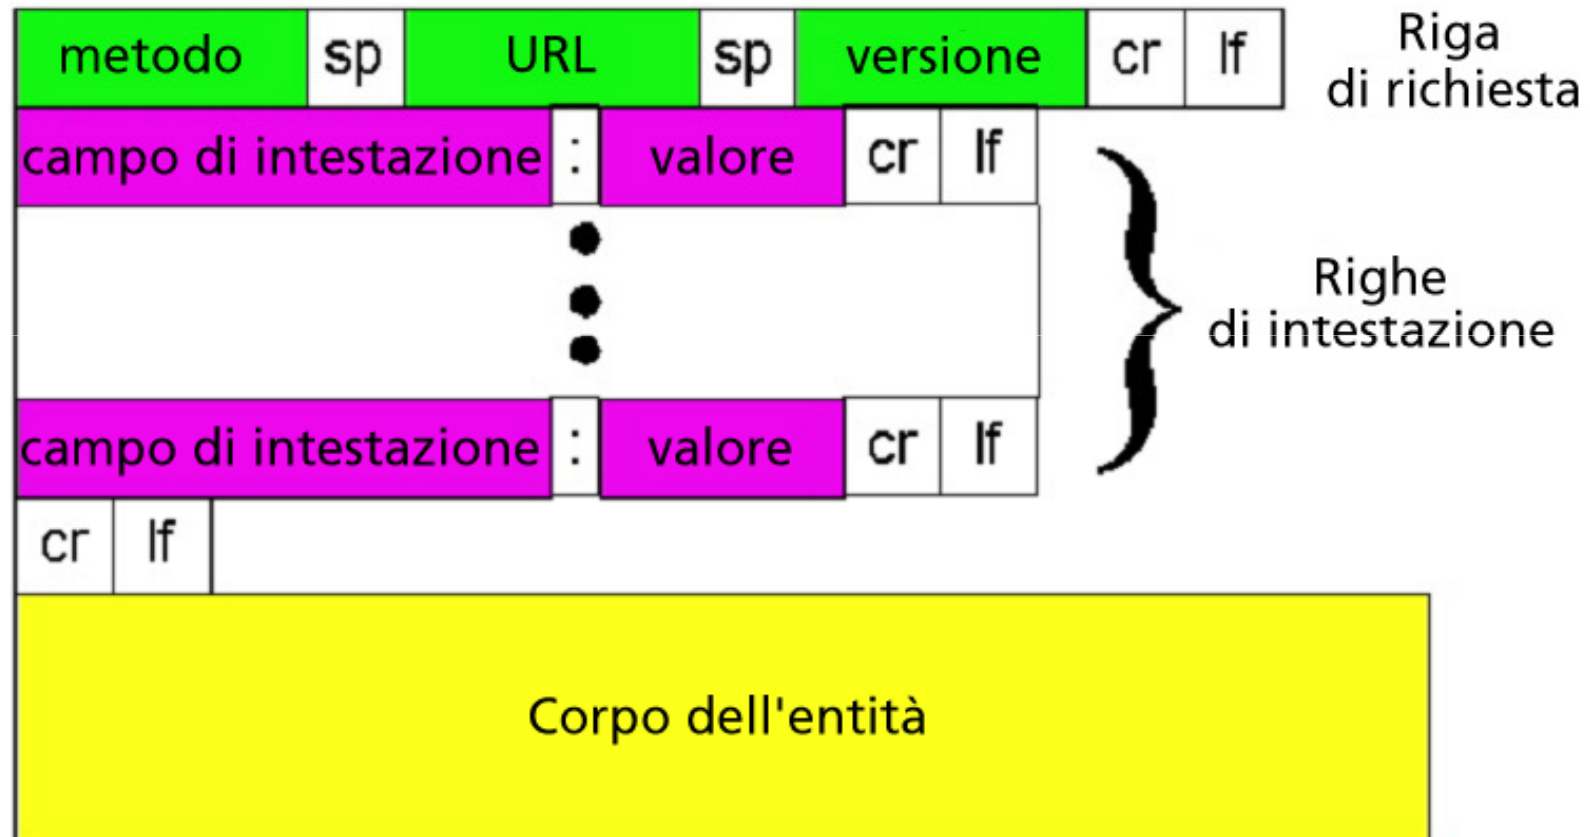 metodo sp URL sp versione cr lf
Riga
di richiesta
campo di intestazione : valore cr lf
Righe
di intestazione
campo di intestazione : valore cr lf
cr lf
Corpo dell'entità